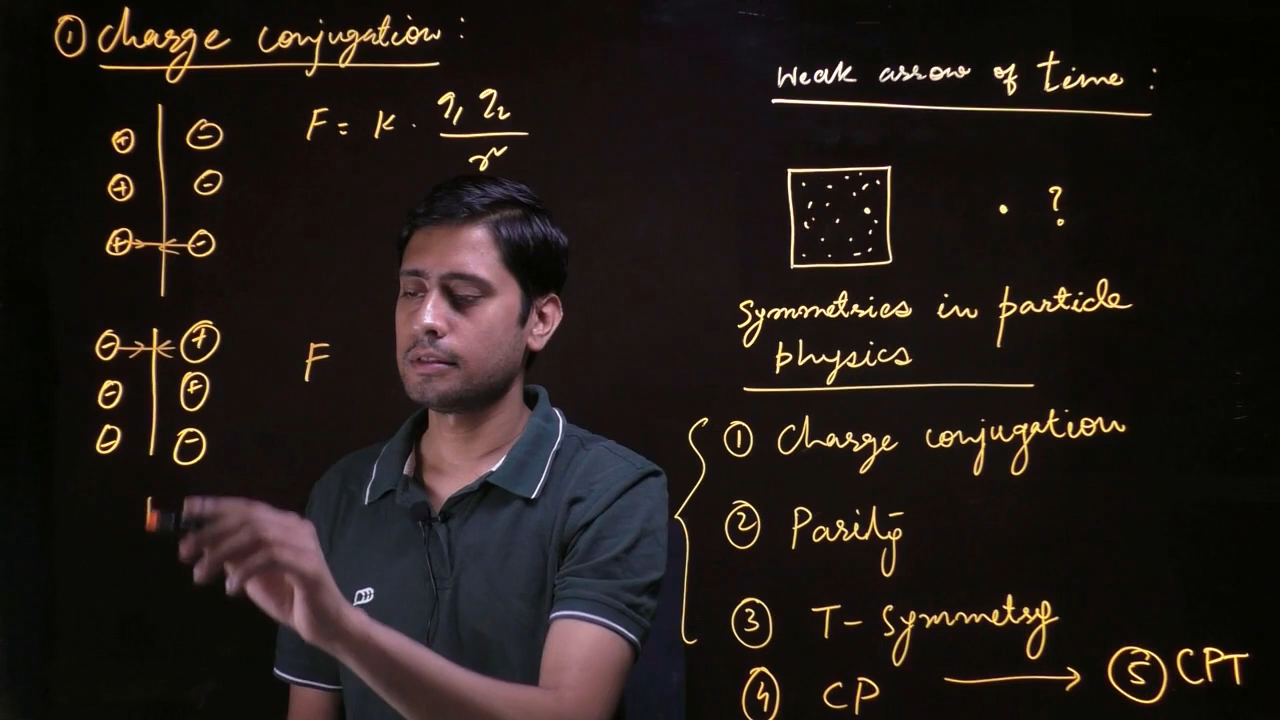 ① Charge conjugation:
+ -
F = K. q1 q2 / r²
+ -
+ -
- +
F
- +
- -
Weak arrow of time:
. ?
Symmetries in particle
physics
① Charge conjugation
② Parity
③ T-Symmetry
④ CP → ⑤ CPT